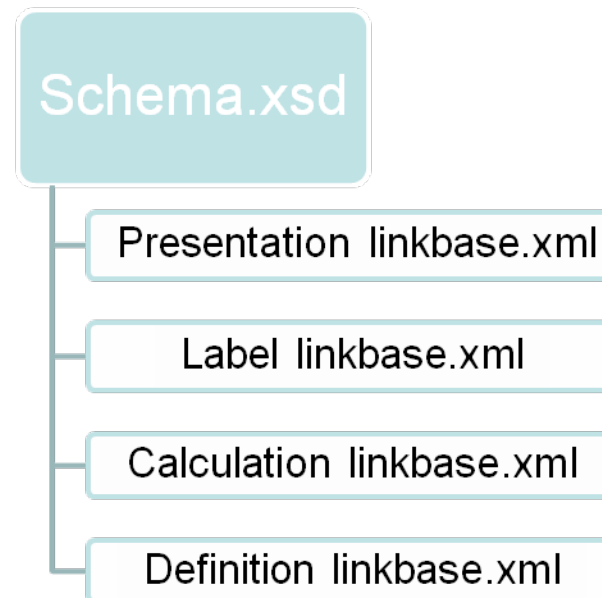 Schema.xsd
Presentation linkbase.xml
Label linkbase.xml
Calculation linkbase.xml
Definition linkbase.xml